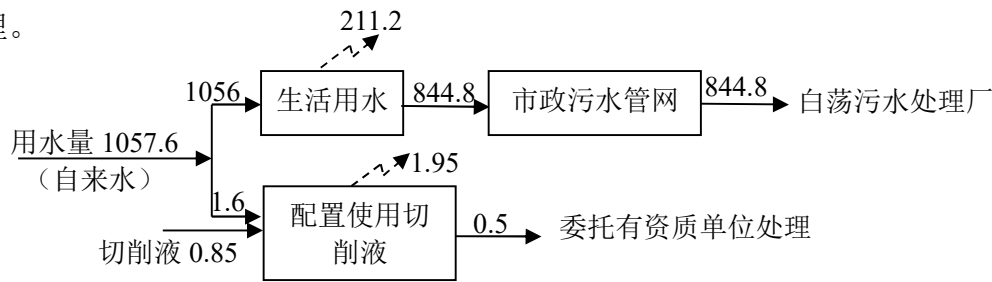 理。
211.2
1056
生活用水
844.8
市政污水管网
844.8
白荡污水处理厂
用水量 1057.6
（自来水）
1.95
1.6
配置使用切
削液
0.5
委托有资质单位处理
切削液 0.85